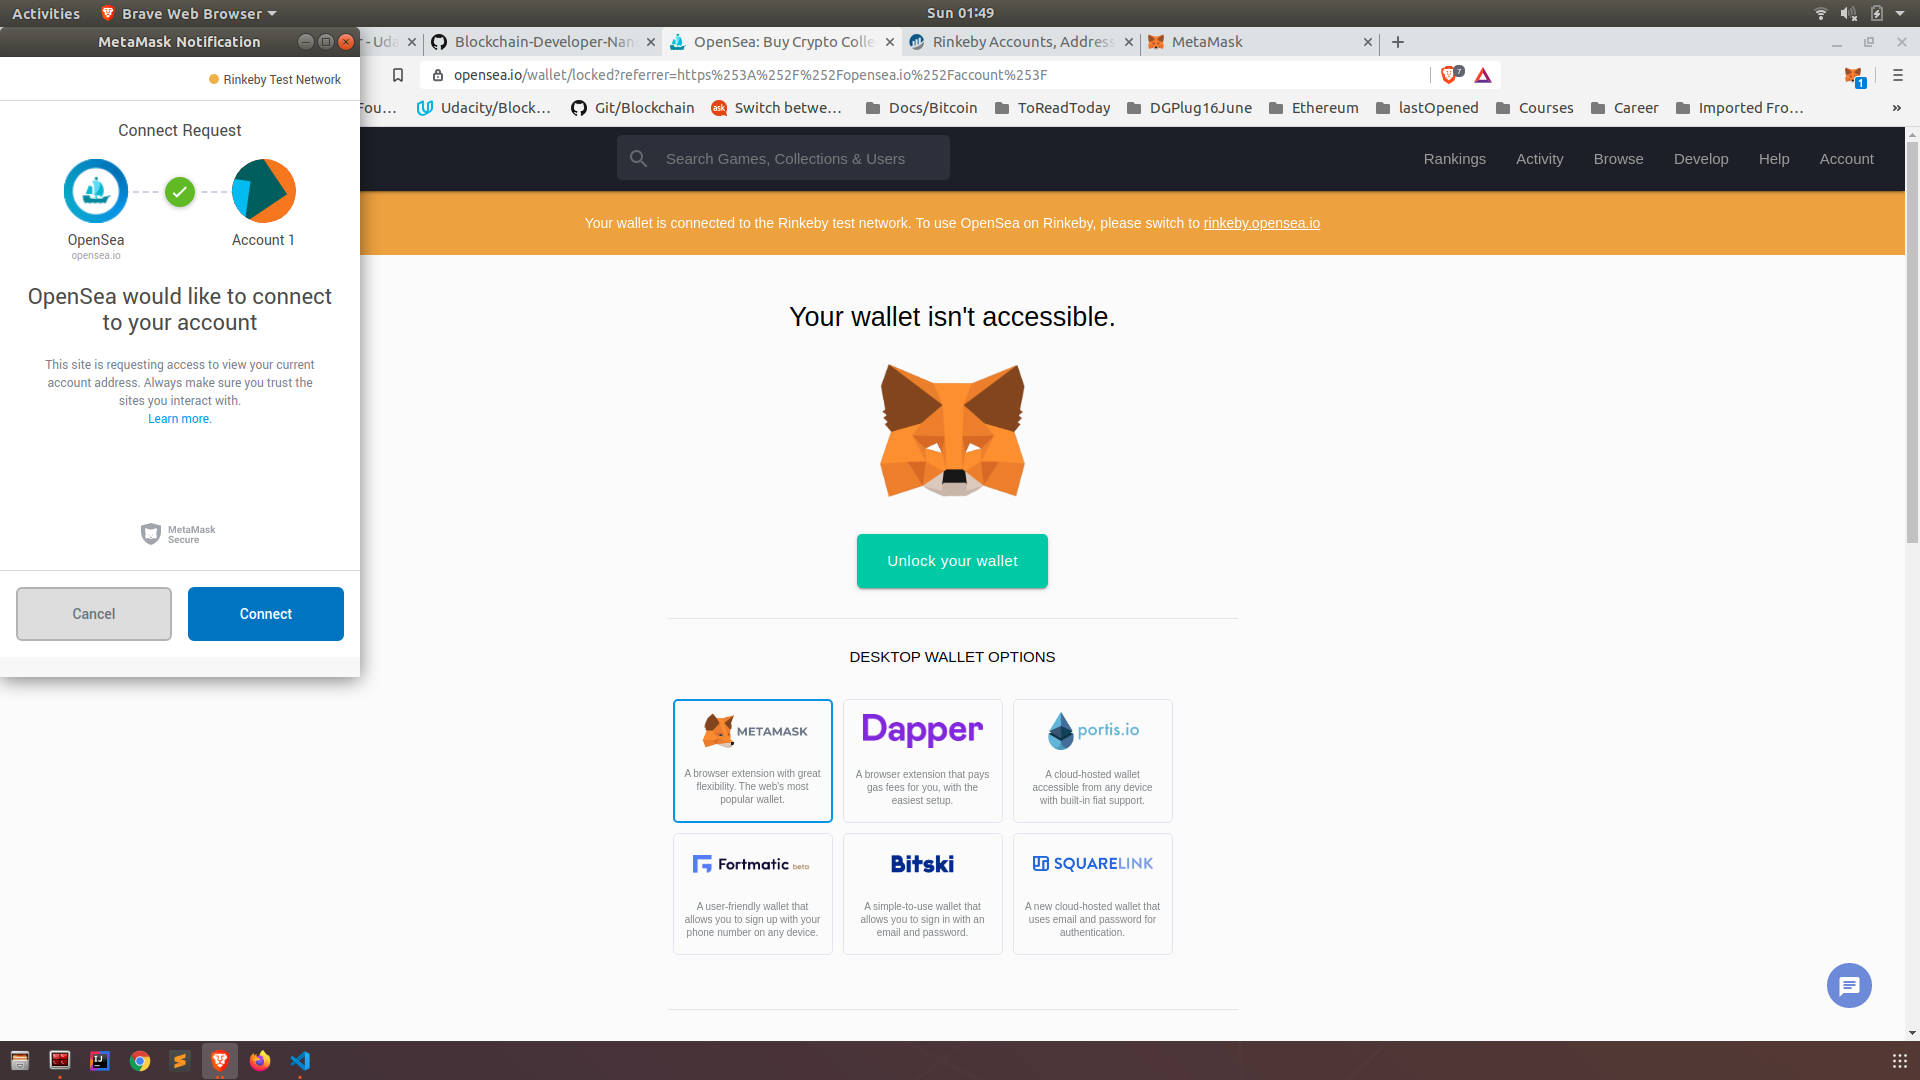 Activities
Brave Web Browser
Sun 01:49
MetaMask Notification
- Uda
Blockchain-Developer-Nan
OpenSea: Buy Crypto Colle
Rinkeby Accounts, Address
MetaMask
opensea.io/wallet/locked?referrer=https%253A%252F%252Fopensea.io%252Faccount%253F
7
1
Fou…
Udacity/Block…
Git/Blockchain
ask
Switch betwe…
Docs/Bitcoin
ToReadToday
DGPlug16June
Ethereum
lastOpened
Courses
Career
Imported Fro…
»
Rinkeby Test Network
Connect Request
OpenSea
opensea.io
Account 1
OpenSea would like to connect
to your account
This site is requesting access to view your current
account address. Always make sure you trust the
sites you interact with.
Learn more.
MetaMask
Secure
Cancel
Connect
Search Games, Collections & Users
Rankings
Activity
Browse
Develop
Help
Account
Your wallet is connected to the Rinkeby test network. To use OpenSea on Rinkeby, please switch to rinkeby.opensea.io
Your wallet isn't accessible.
Unlock your wallet
DESKTOP WALLET OPTIONS
METAMASK
A browser extension with great
flexibility. The web's most
popular wallet.
Dapper
A browser extension that pays
gas fees for you, with the
easiest setup.
portis.io
A cloud-hosted wallet
accessible from any device
with built-in fiat support.
Fortmatic beta
A user-friendly wallet that
allows you to sign up with your
phone number on any device.
Bitski
A simple-to-use wallet that
allows you to sign in with an
email and password.
SQUARELINK
A new cloud-hosted wallet that
uses email and password for
authentication.
IJ